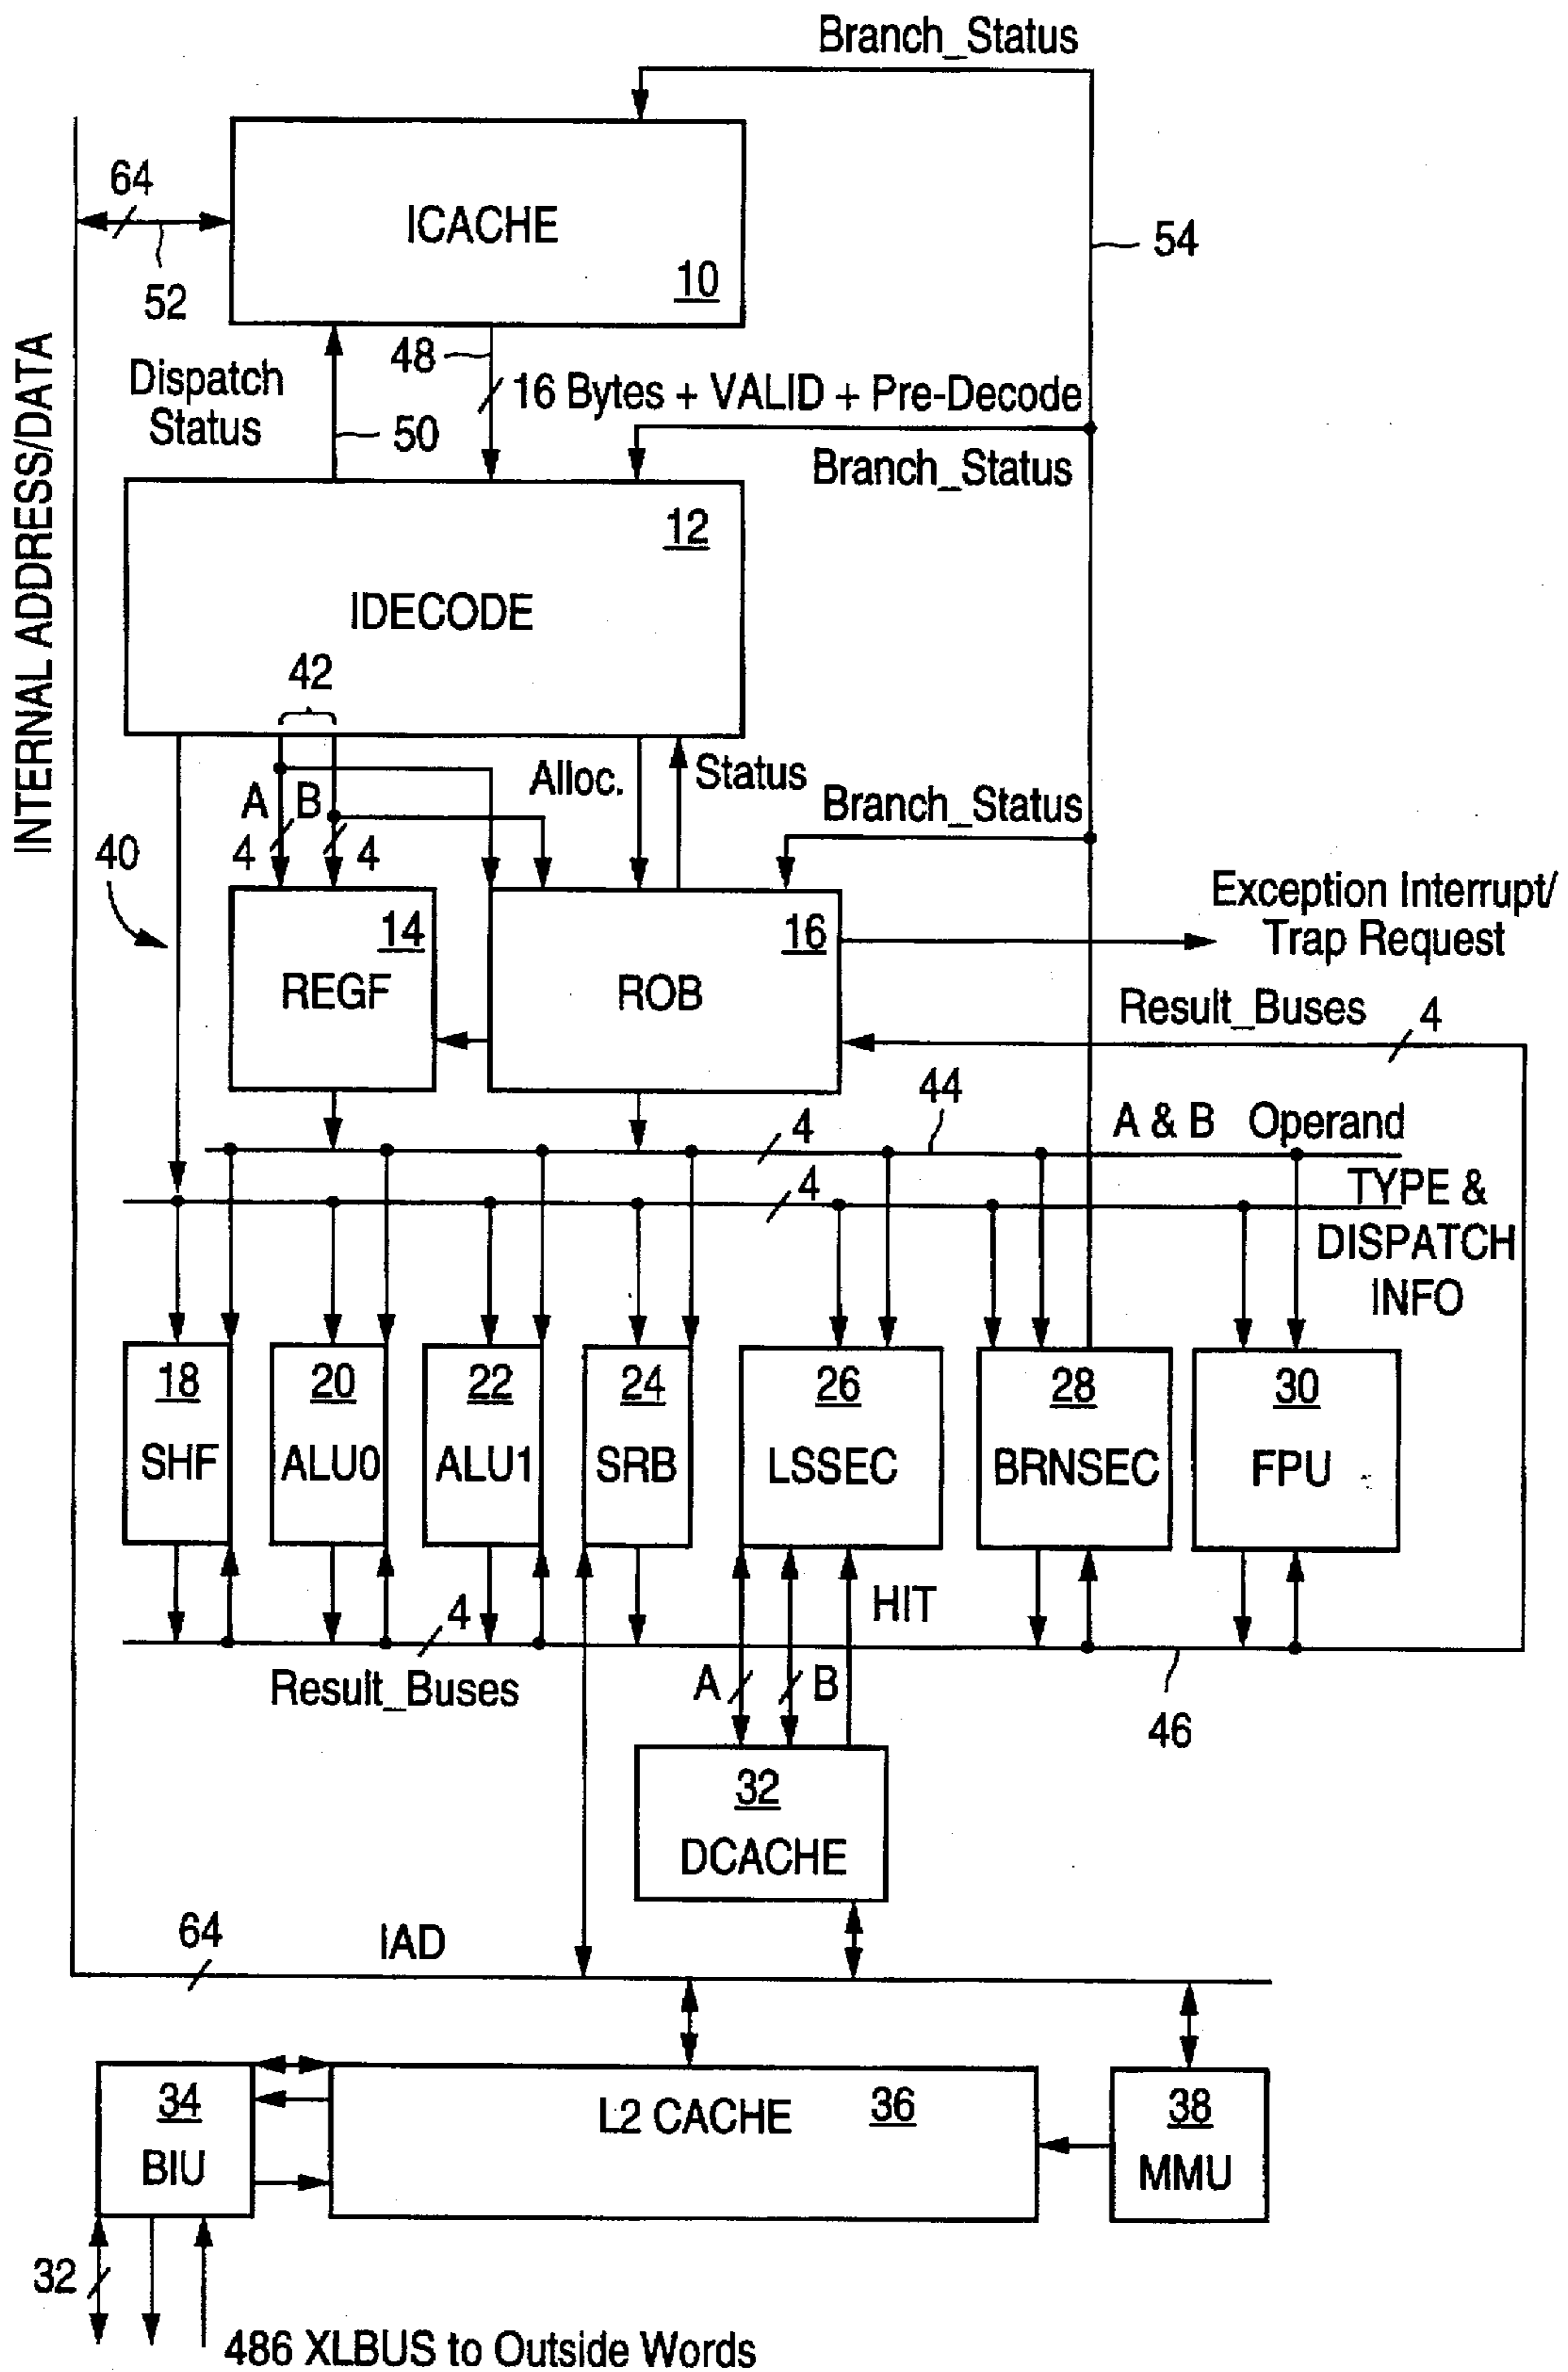 Branch_Status
64
ICACHE
54
10
52
INTERNAL ADDRESS/DATA
48
Dispatch
Status
16 Bytes + VALID + Pre-Decode
50
Branch_Status
12
IDECODE
42
Alloc.
Status
A
B
Branch_Status
40
4
4
Exception Interrupt/
Trap Request
14
16
REGF
ROB
Result_Buses
4
44
A & B Operand
4
4
TYPE &
DISPATCH
INFO
18
20
22
24
26
28
30
SHF
ALU0
ALU1
SRB
LSSEC
BRNSEC
FPU
HIT
4
Result_Buses
A
B
46
32
DCACHE
64
IAD
34
L2 CACHE
36
38
BIU
MMU
32
486 XLBUS to Outside Words